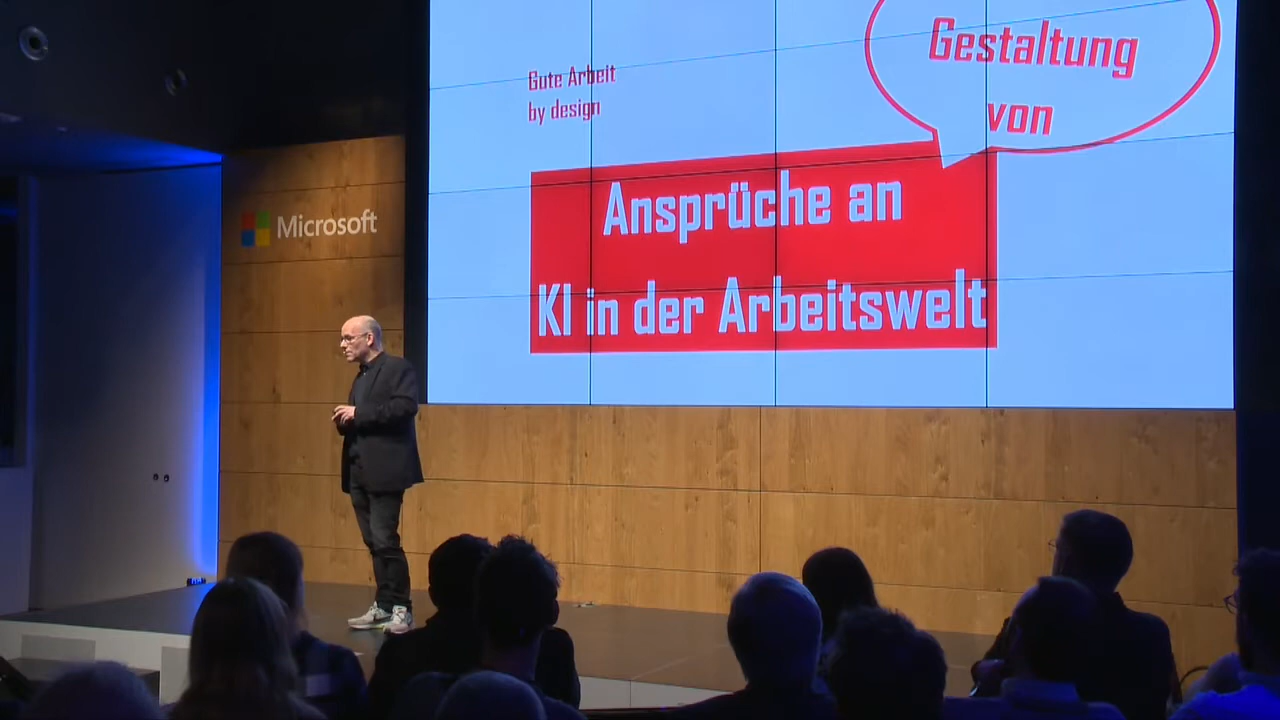 Gestaltung
von
Gute Arbeit
by design
Ansprüche an
KI in der Arbeitswelt
Microsoft